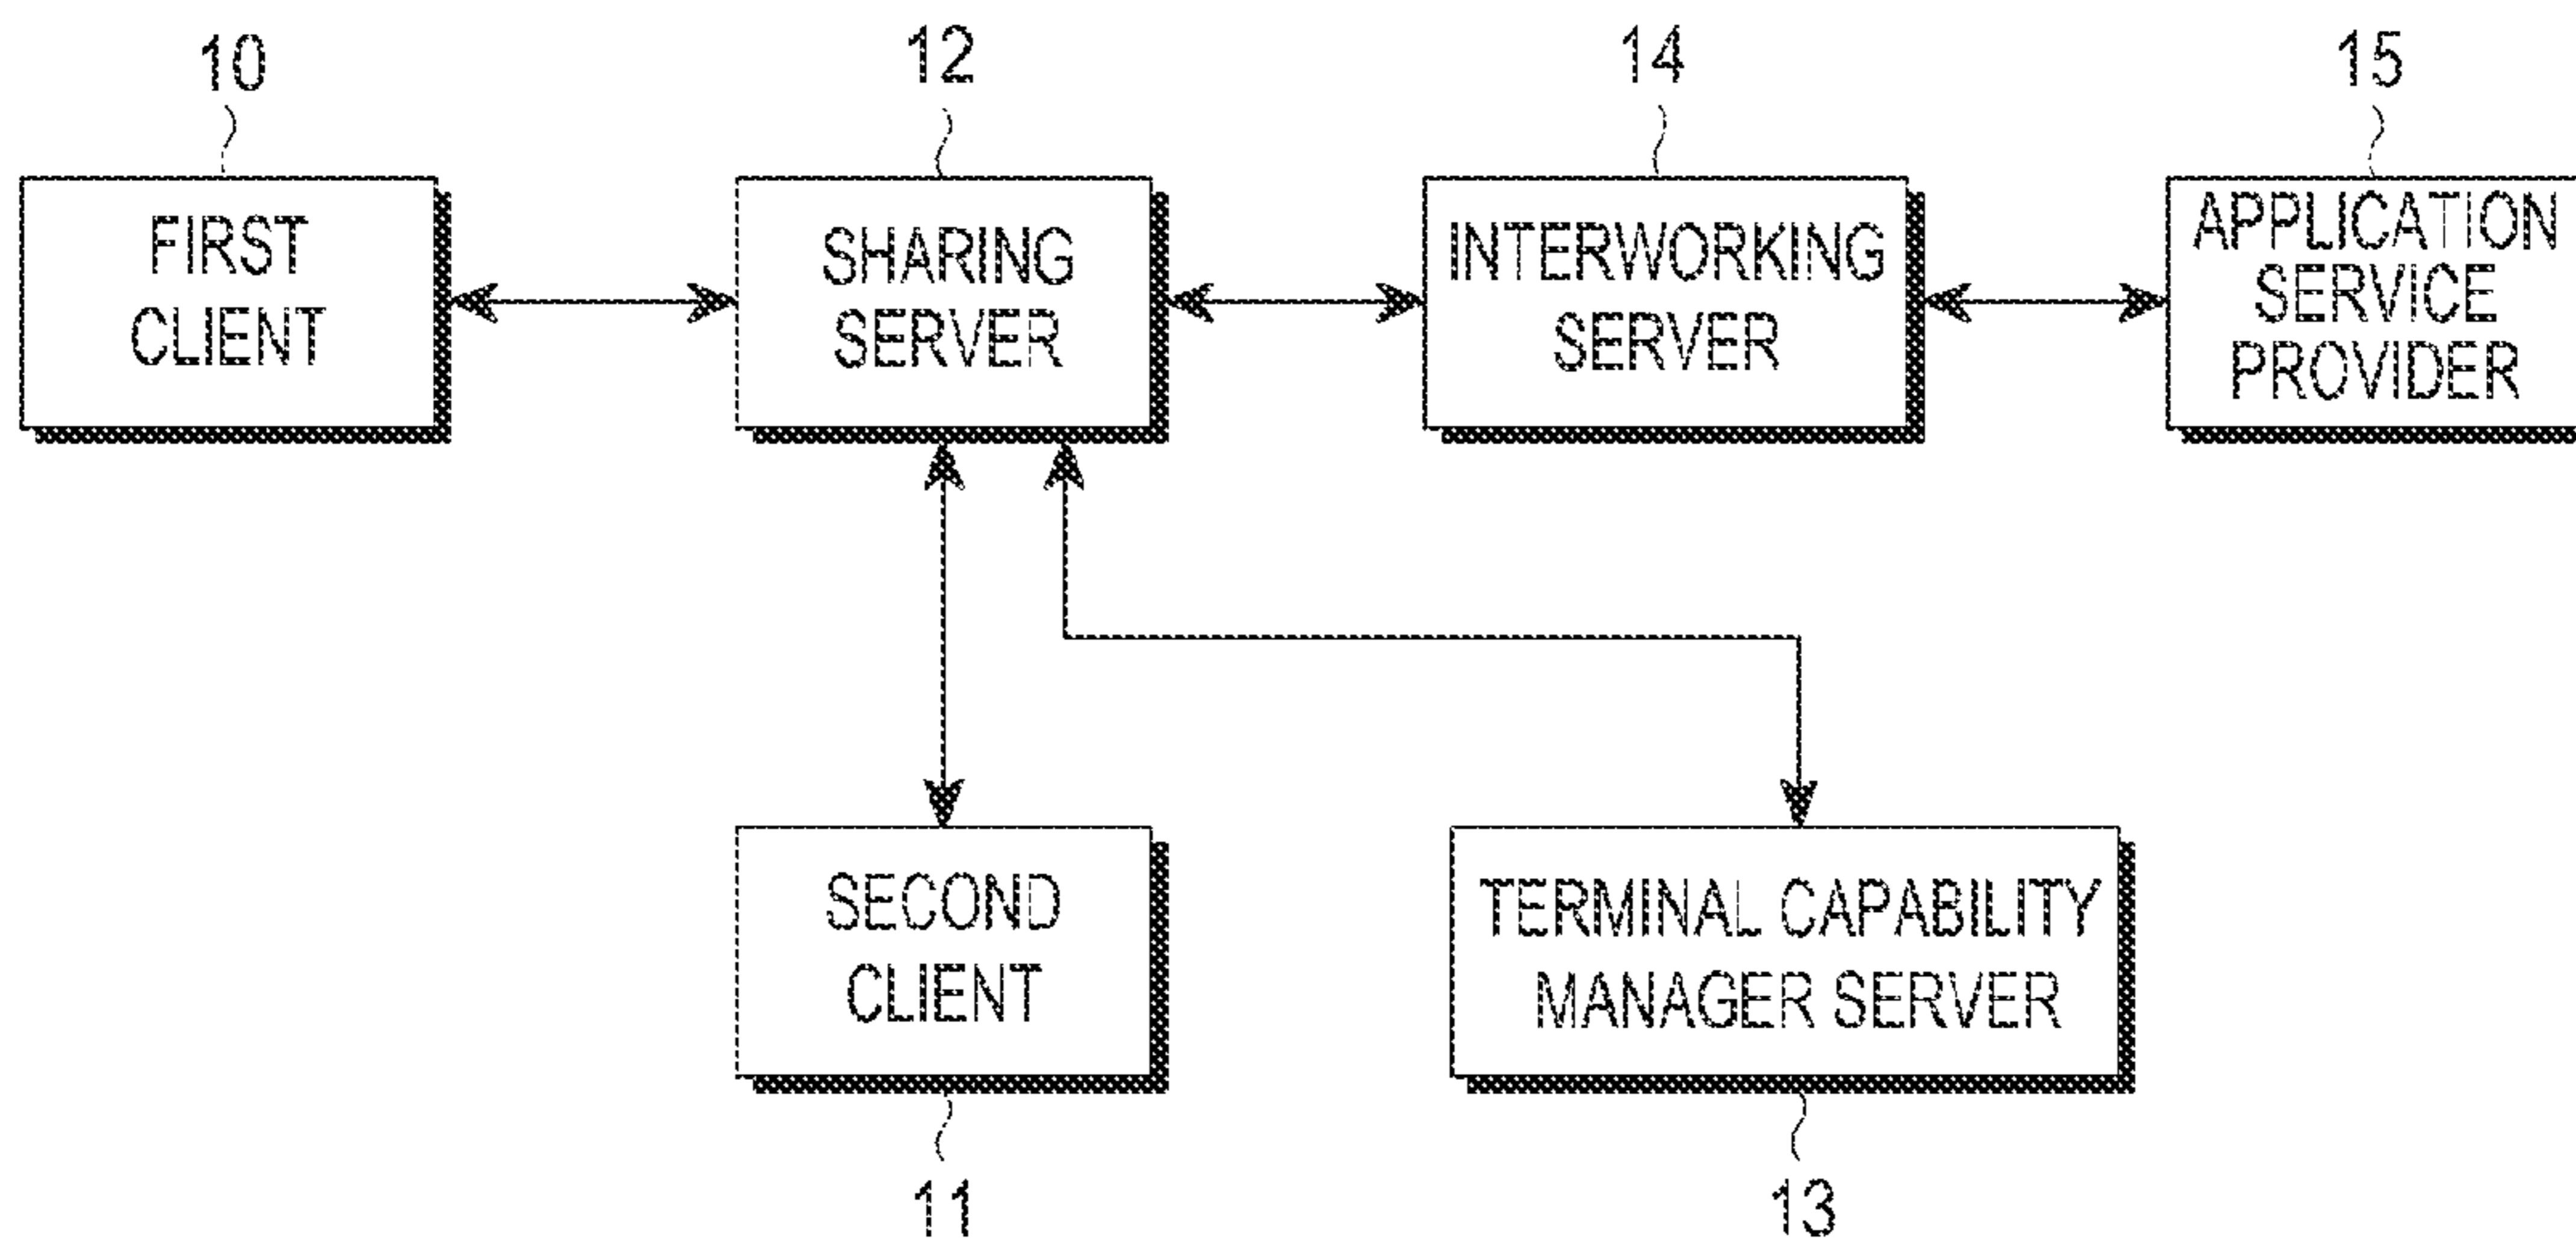 10
12
14
15
FIRST
CLIENT
SHARING
SERVER
INTERWORKING
SERVER
APPLICATION
SERVICE
PROVIDER
SECOND
CLIENT
TERMINAL CAPABILITY
MANAGER SERVER
11
13